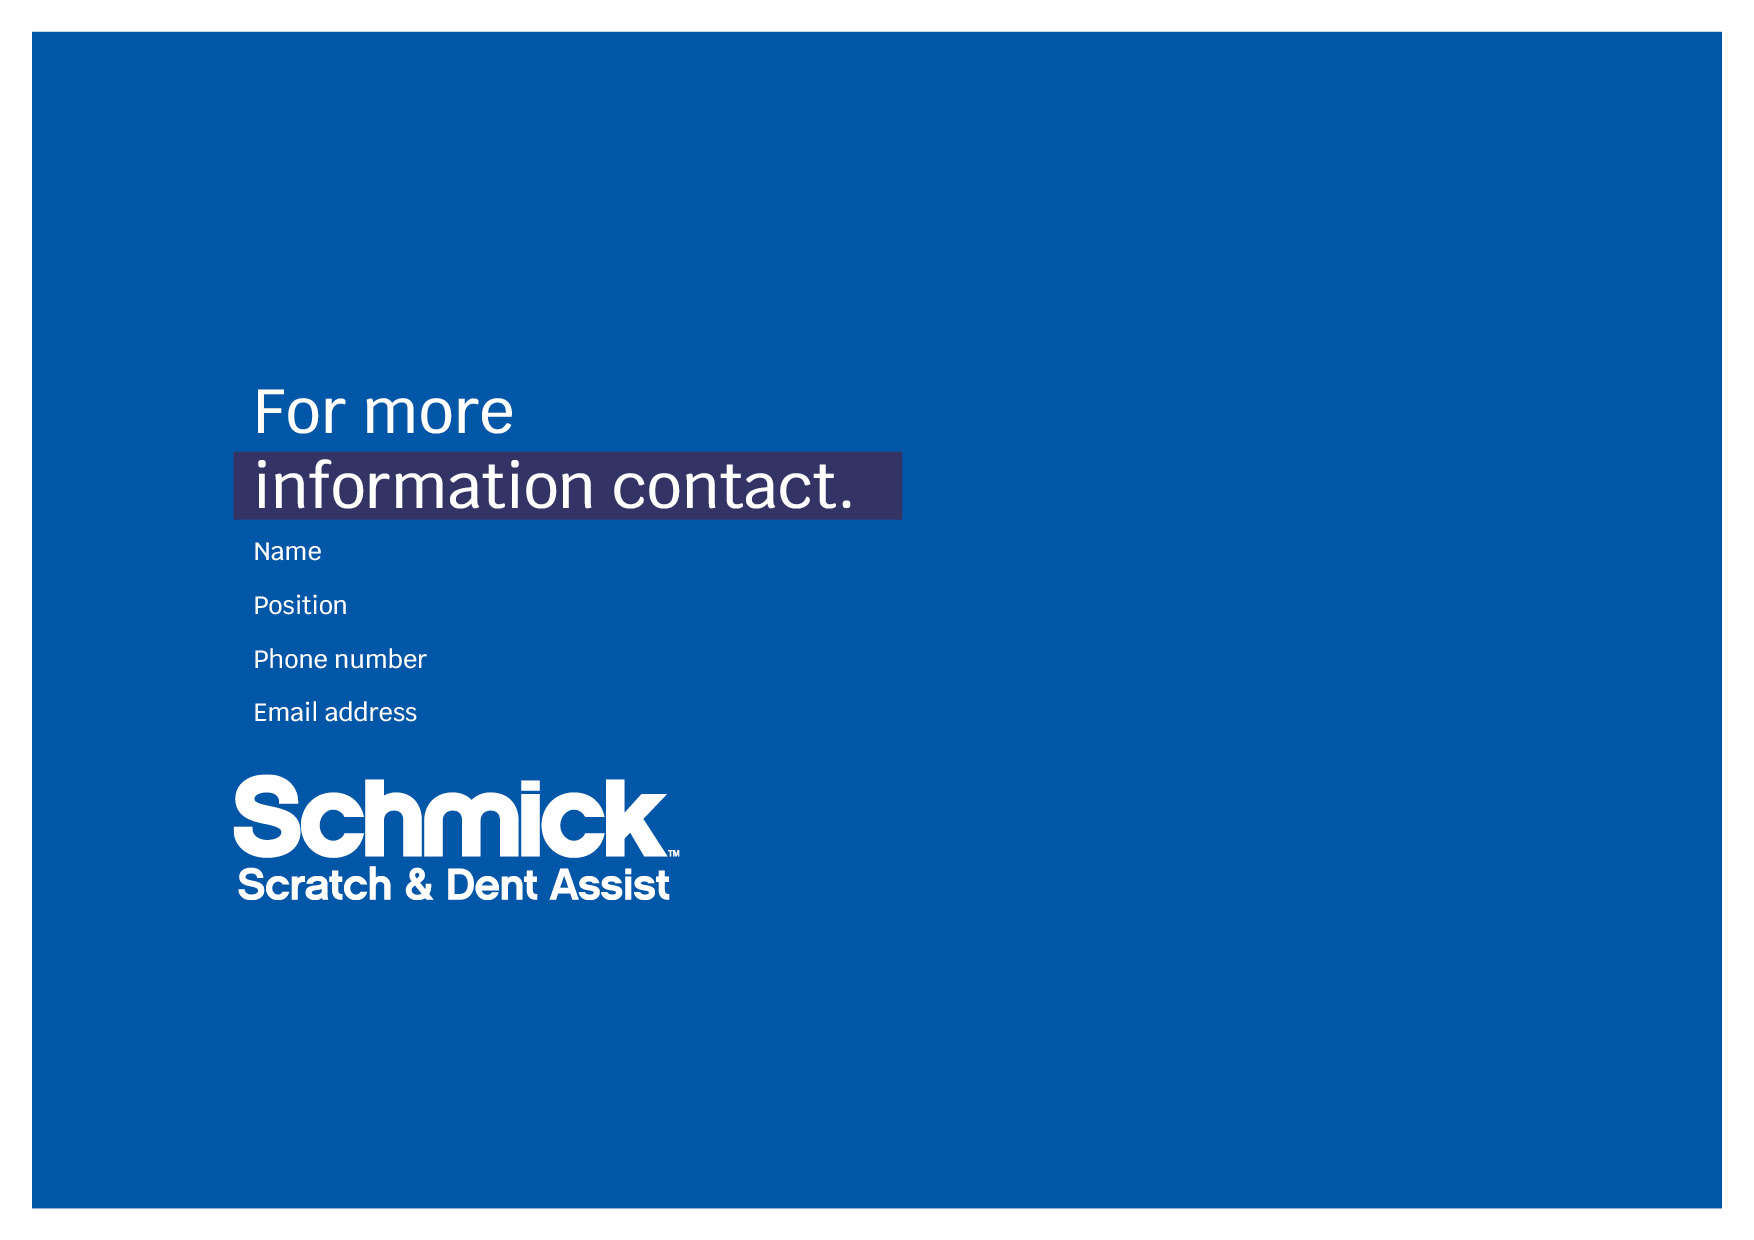 For more
information contact.
Name
Position
Phone number
Email address
Schmick™
Scratch & Dent Assist